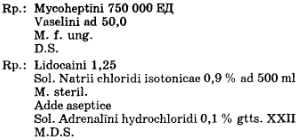 Rp.: Mycoheptini 750 000 ЕД
Vaselini ad 50,0
M. f. ung.
D.S.
Rp.: Lidocaini 1,25
Sol. Natrii chloridi isotonicae 0,9 % ad 500 ml
M. steril.
Adde aseptice
Sol. Adrenalīni hydrochloridi 0,1 % gtts. XXII
M.D.S.